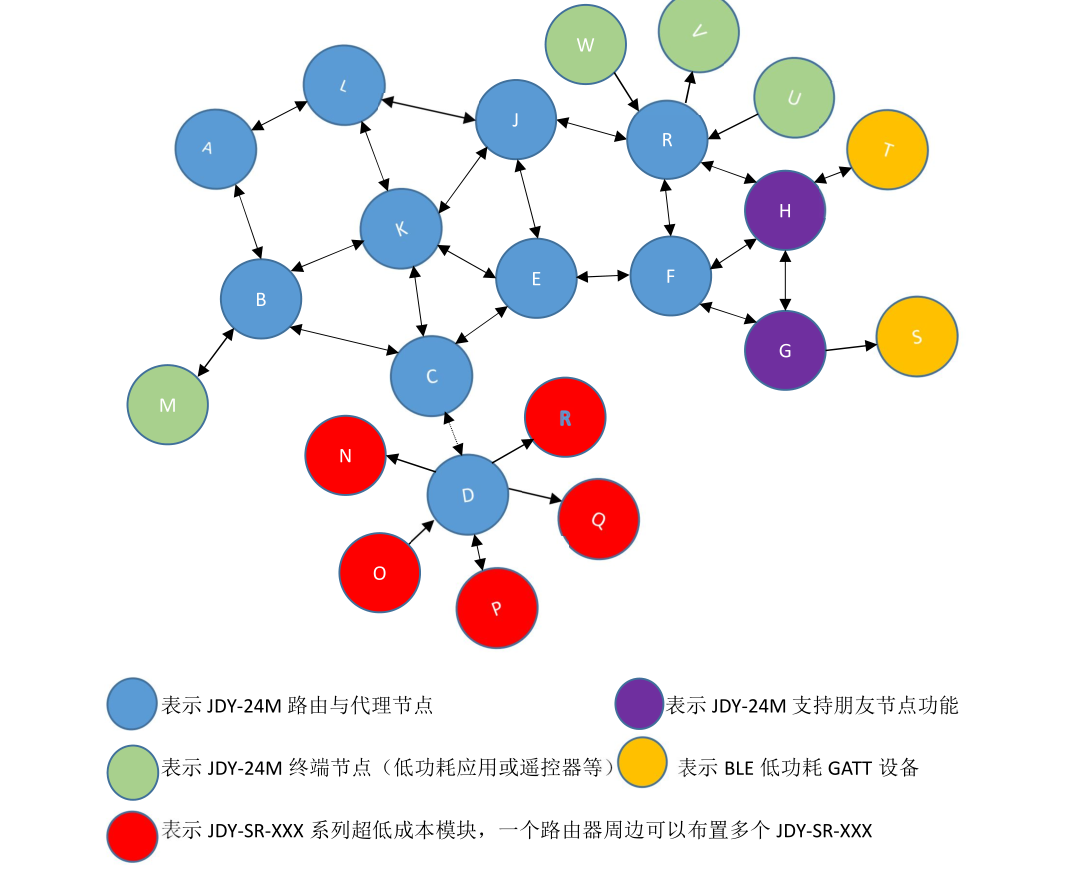 W
V
L
U
J
R
A
T
H
K
B
E
F
S
G
C
M
R
N
D
Q
O
P
表示 JDY-24M 路由与代理节点
表示 JDY-24M 支持朋友节点功能
表示 JDY-24M 终端节点（低功耗应用或遥控器等）
表示 BLE 低功耗 GATT 设备
表示 JDY-SR-XXX 系列超低成本模块，一个路由器周边可以布置多个 JDY-SR-XXX